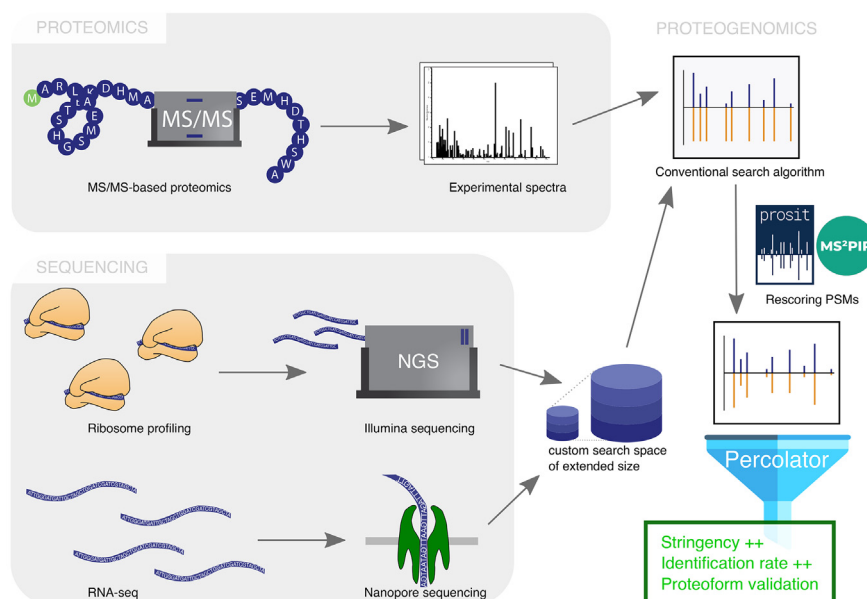 PROTEOMICS
PROTEOGENOMICS
M A R L K D H M A
MS/MS
S E M H D T H S W A
MS/MS-based proteomics
Experimental spectra
Conventional search algorithm
prosit
MS²PIP
Rescoring PSMs
SEQUENCING
NGS
Ribosome profiling
Illumina sequencing
custom search space
of extended size
Percolator
RNA-seq
Nanopore sequencing
Stringency ++
Identification rate ++
Proteoform validation